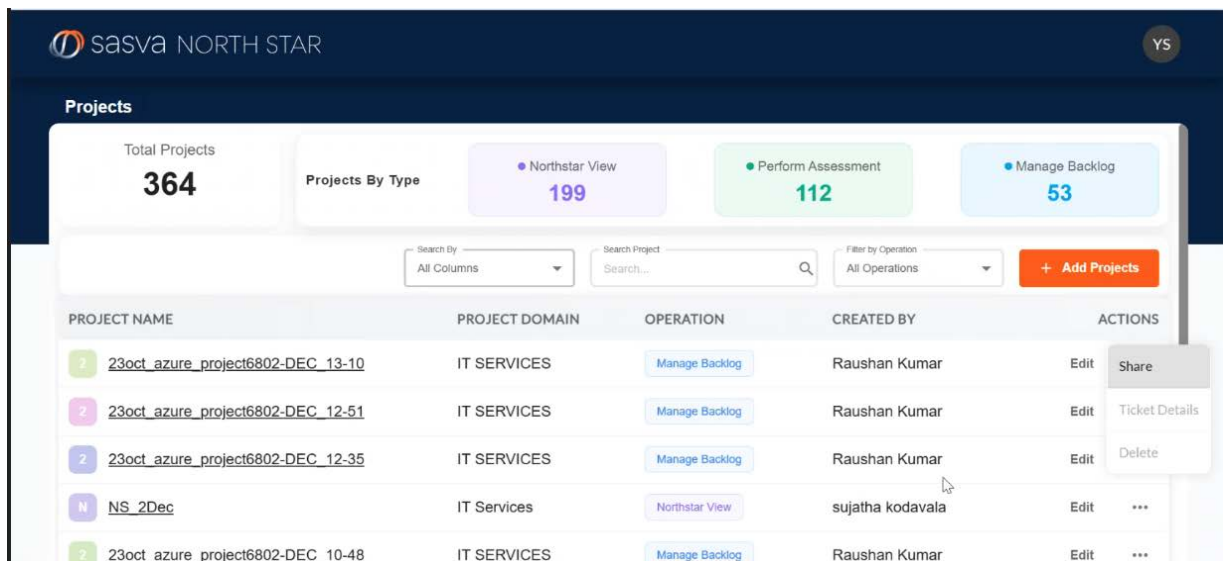 sasva NORTH STAR
YS
Projects
Total Projects
364
Projects By Type
Northstar View
199
Perform Assessment
112
Manage Backlog
53
Search By
All Columns
Search Project
Search...
Filter by Operation
All Operations
+ Add Projects
PROJECT NAME PROJECT DOMAIN OPERATION CREATED BY ACTIONS
2 23oct_azure_project6802-DEC_13-10 IT SERVICES Manage Backlog Raushan Kumar Edit
Share
2 23oct_azure_project6802-DEC_12-51 IT SERVICES Manage Backlog Raushan Kumar Edit
Ticket Details
2 23oct_azure_project6802-DEC_12-35 IT SERVICES Manage Backlog Raushan Kumar Edit
Delete
N NS_2Dec IT Services Northstar View sujatha kodavala Edit ...
2 23oct_azure_project6802-DEC_10-48 IT SERVICES Manage Backlog Raushan Kumar Edit ...